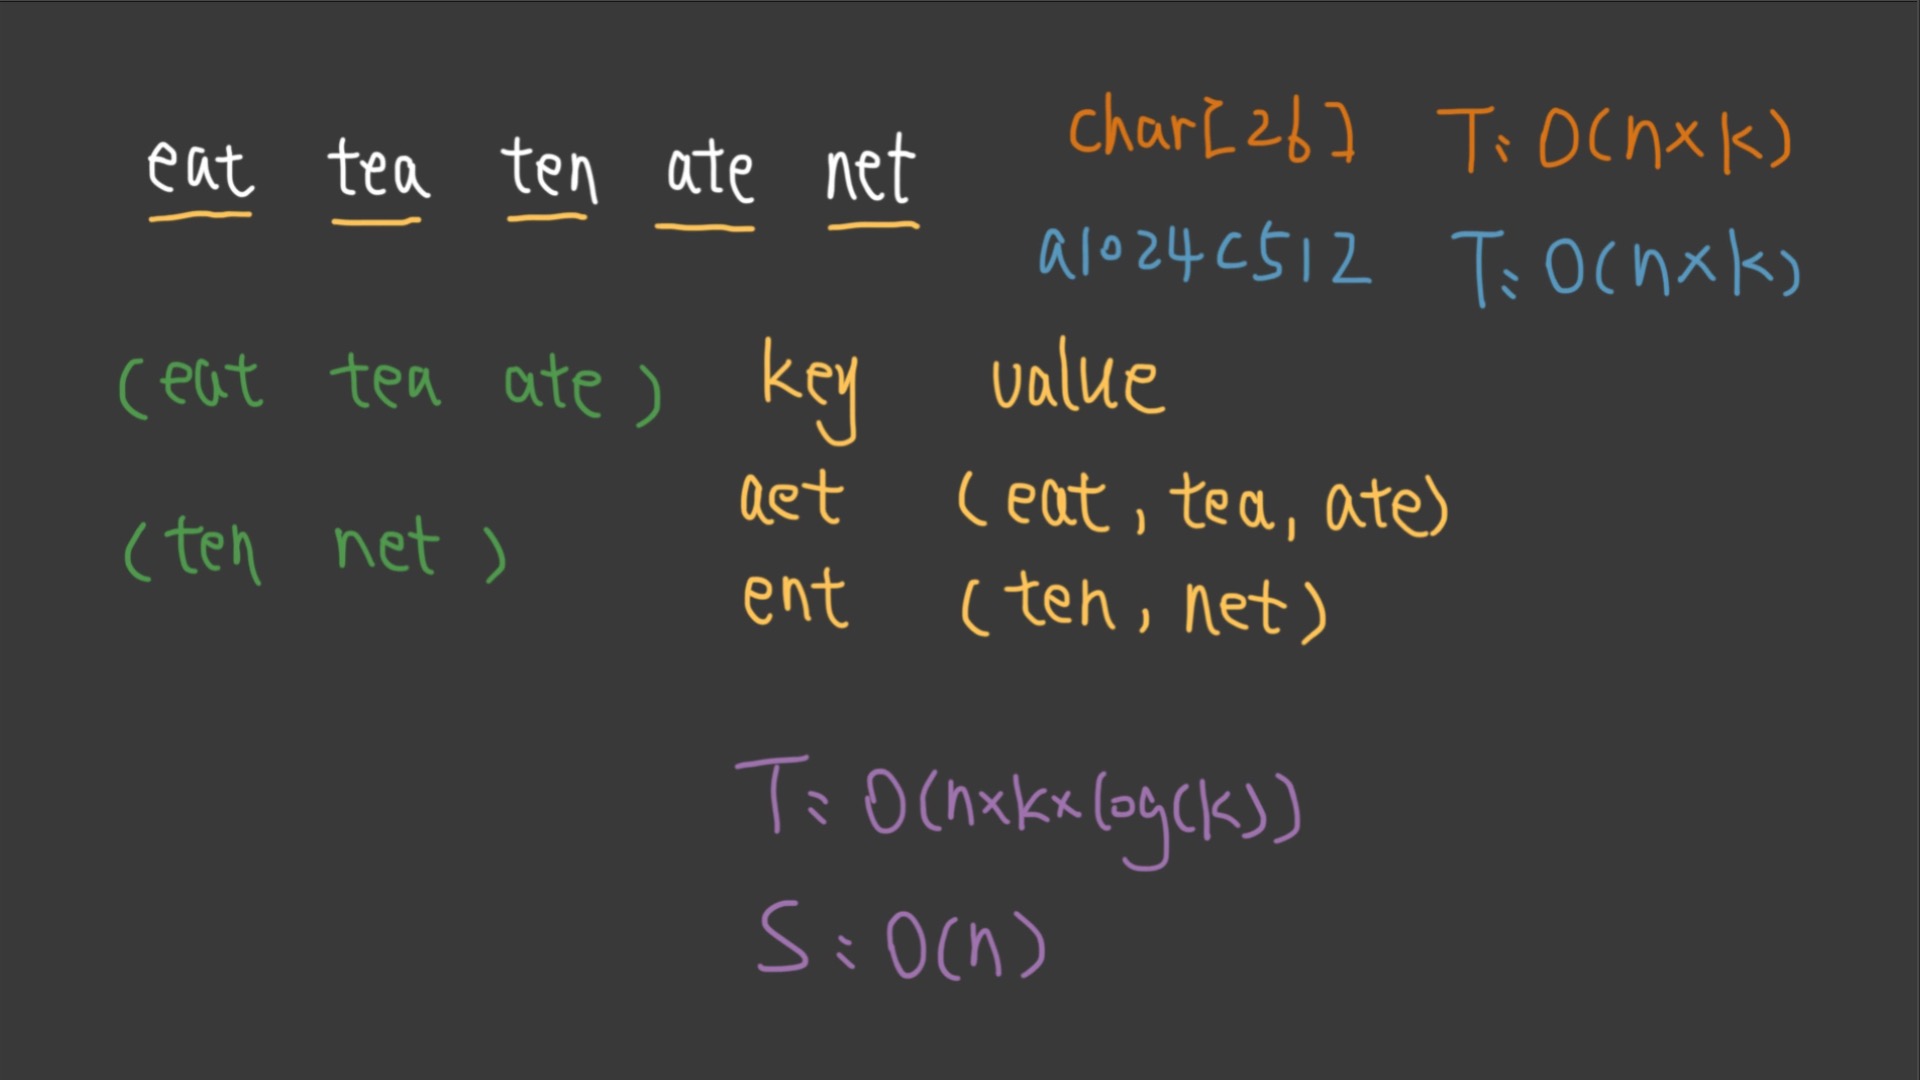 eat tea ten ate net
char[26] T: O(n×k)
a1024c512 T: O(n×k)
(eat tea ate)
(ten net)
key value
aet (eat, tea, ate)
ent (ten, net)
T: O(n×k×log(k))
S: O(n)